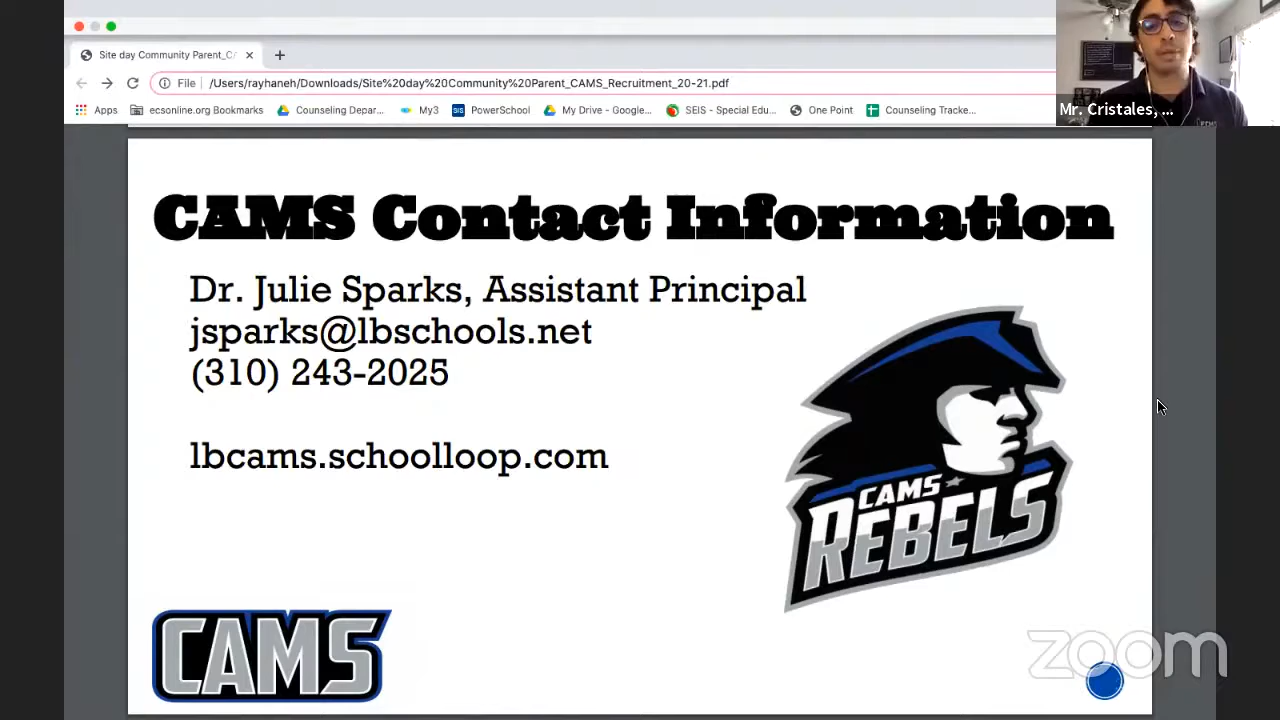 Site day Community Parent_CA
File
/Users/rayhaneh/Downloads/Site%20day%20Community%20Parent_CAMS_Recruitment_20-21.pdf
Apps
ecsonline.org Bookmarks
Counseling Depar...
My3
SIS
PowerSchool
My Drive - Google...
SEIS - Special Edu...
One Point
Counseling Tracke...
Mr. Cristales, ...
CAMS Contact Information
Dr. Julie Sparks, Assistant Principal
jsparks@lbschools.net
(310) 243-2025
lbcams.schoolloop.com
CAMS
REBELS
CAMS
zoom